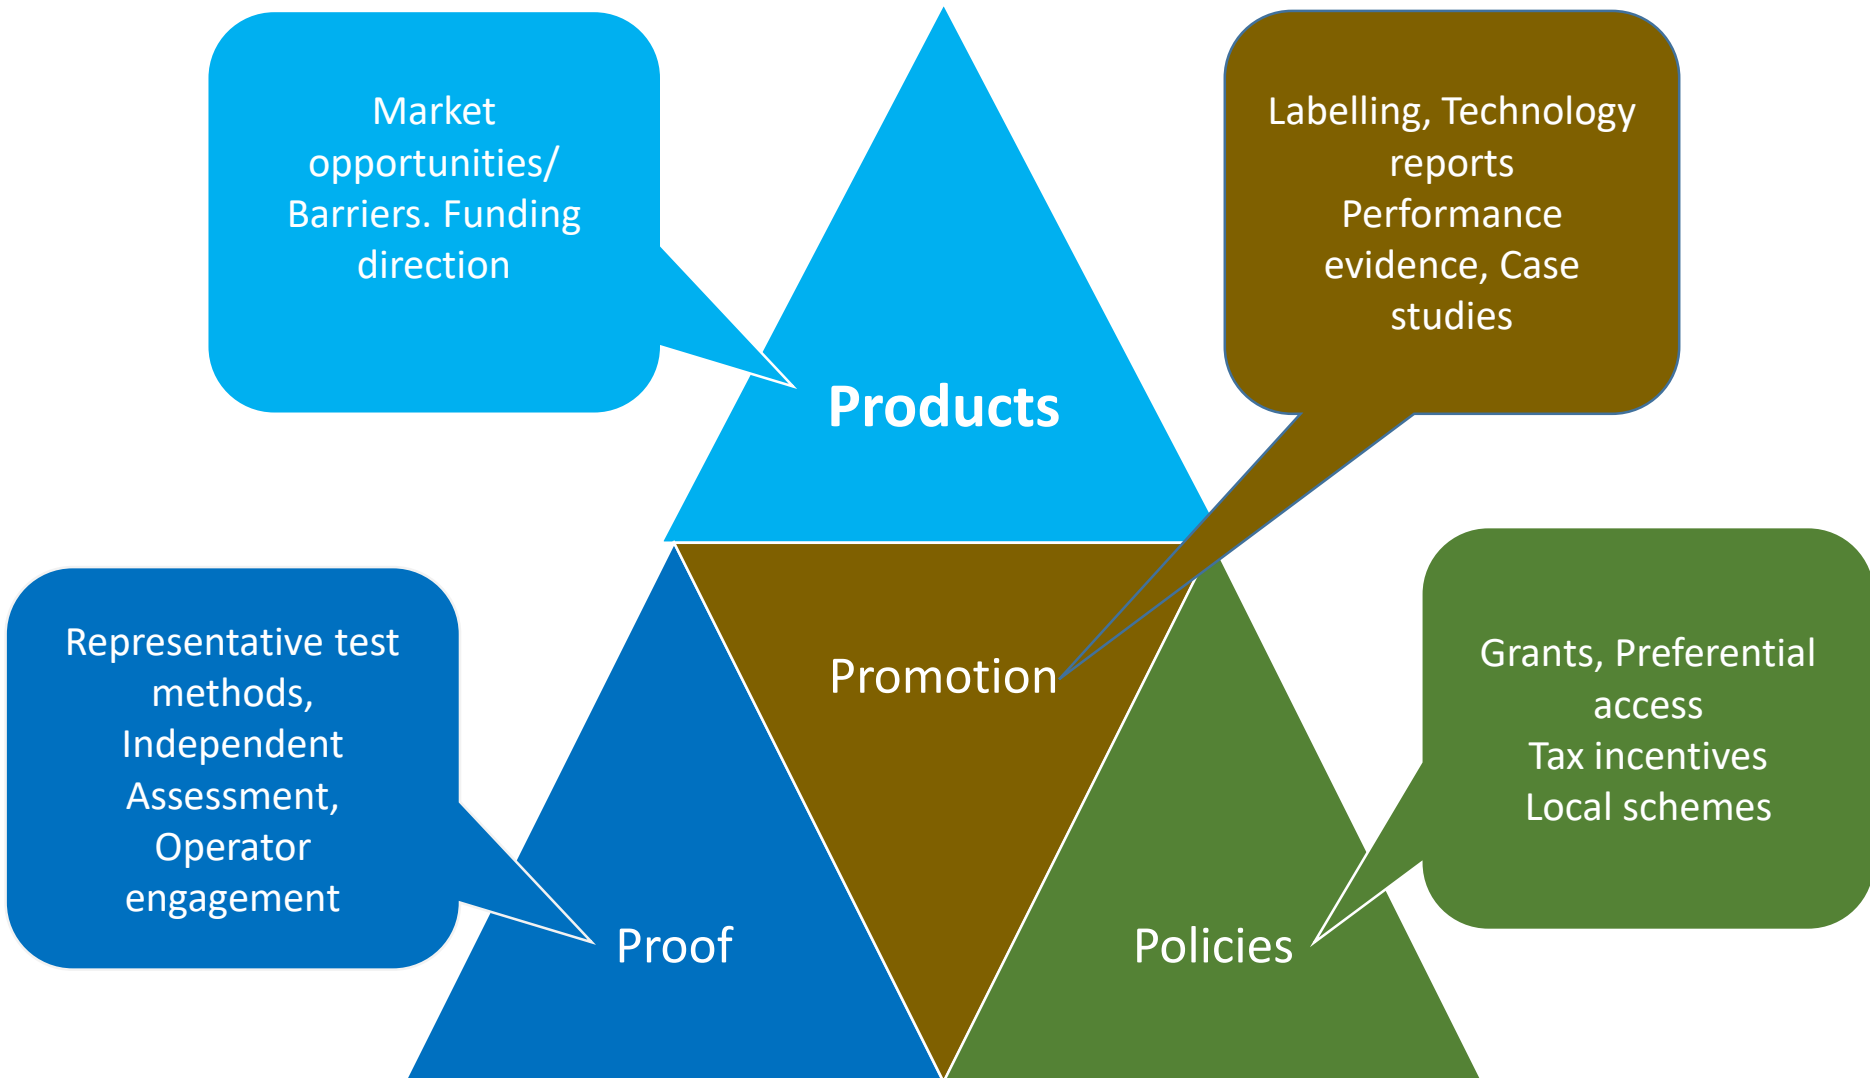 Market
opportunities/
Barriers. Funding
direction
Labelling, Technology
reports
Performance
evidence, Case
studies
Products
Representative test
methods,
Independent
Assessment,
Operator
engagement
Promotion
Grants, Preferential
access
Tax incentives
Local schemes
Proof
Policies